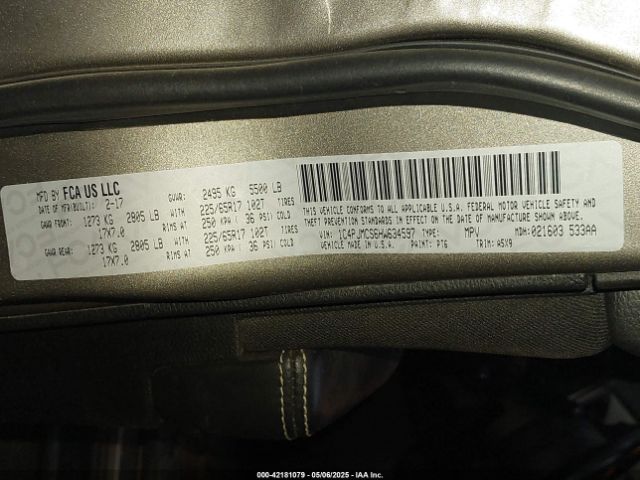 MFD BY FCA US LLC
DATE OF MFR(BUILT): 2-17 GVWR: 2495 KG 5500 LB
GAWR FRONT: 1273 KG 2805 LB WITH 225/65R17 102T TIRES
17X7.0 RIMS AT 250 KPA/ 36 PSI COLD
GAWR REAR: 1273 KG 2805 LB WITH 225/65R17 102T TIRES
17X7.0 RIMS AT 250 KPA/ 36 PSI COLD
THIS VEHICLE CONFORMS TO ALL APPLICABLE U.S.A. FEDERAL MOTOR VEHICLE SAFETY AND
THEFT PREVENTION STANDARDS IN EFFECT ON THE DATE OF MANUFACTURE SHOWN ABOVE.
VIN: 1C4PJMCS6HW634597 TYPE: MPV MDH: 021603 533AA
MADE IN U.S.A. PAINT: PT6 TRIM: A5X9
000-42181079 — 05/06/2025 — IAAI.com